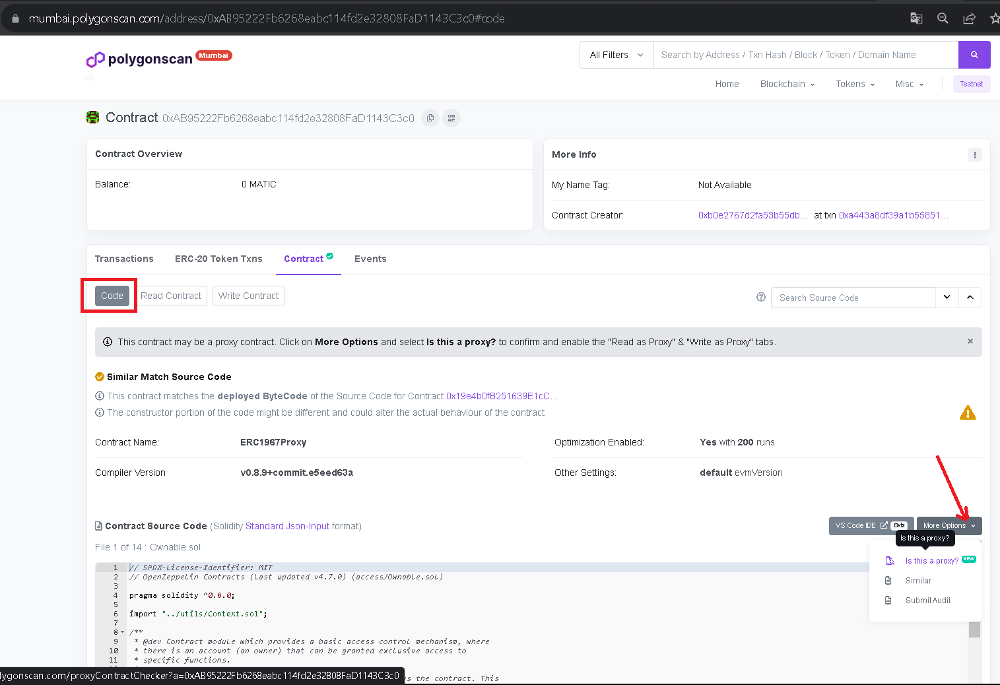 mumbai.polygonscan.com/address/0xAB95222Fb6268eabc114fd2e32808FaD1143C3c0#code
polygonscan Mumbai
All Filters Search by Address / Txn Hash / Block / Token / Domain Name
Home Blockchain Tokens Misc Testnet
Contract 0xAB95222Fb6268eabc114fd2e32808FaD1143C3c0
Contract Overview
Balance: 0 MATIC
More Info
My Name Tag: Not Available
Contract Creator: 0xb0e2767d2fa53b55db... at txn 0xa443a8df39a1b55851...
Transactions ERC-20 Token Txns Contract Events
Code Read Contract Write Contract Search Source Code
This contract may be a proxy contract. Click on More Options and select Is this a proxy? to confirm and enable the "Read as Proxy" & "Write as Proxy" tabs. ×
Similar Match Source Code
This contract matches the deployed ByteCode of the Source Code for Contract 0x19e4b0fB251639E1cC...
The constructor portion of the code might be different and could alter the actual behaviour of the contract
Contract Name: ERC1967Proxy Optimization Enabled: Yes with 200 runs
Compiler Version v0.8.9+commit.e5eed63a Other Settings: default evmVersion
Contract Source Code (Solidity Standard Json-Input format) VS Code IDE Beta More Options
Is this a proxy?
File 1 of 14 : Ownable.sol
Is this a proxy? NEW
Similar
Submit Audit
1 // SPDX-License-Identifier: MIT
2 // OpenZeppelin Contracts (last updated v4.7.0) (access/Ownable.sol)
3
4 pragma solidity ^0.8.0;
5
6 import "../utils/Context.sol";
7
8 /**
9 * @dev Contract module which provides a basic access control mechanism, where
10 * there is an account (an owner) that can be granted exclusive access to
11 * specific functions.
s the contract. This
lygonscan.com/proxyContractChecker?a=0xAB95222Fb6268eabc114fd2e32808FaD1143C3c0